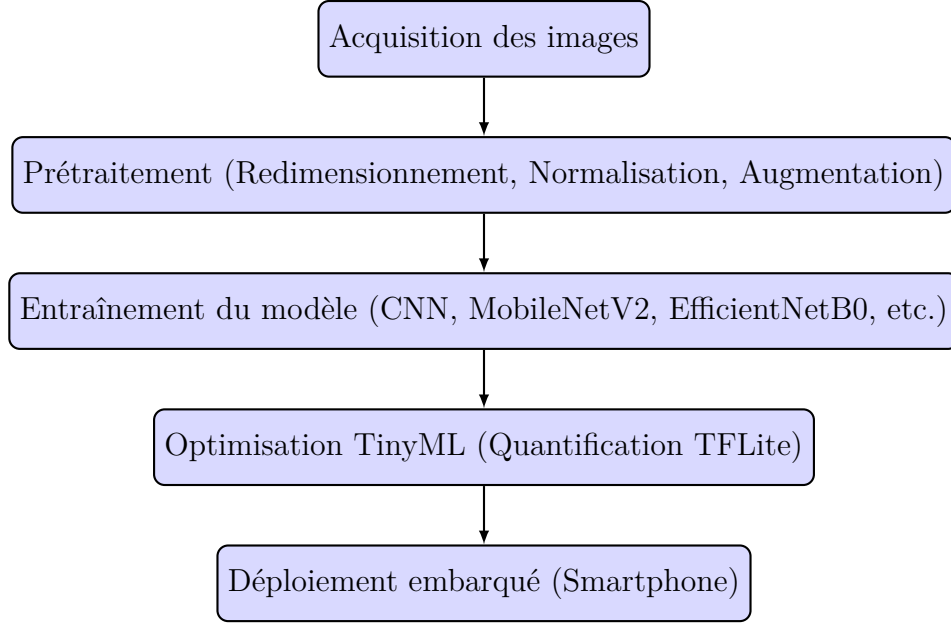 Acquisition des images
Prétraitement (Redimensionnement, Normalisation, Augmentation)
Entraînement du modèle (CNN, MobileNetV2, EfficientNetB0, etc.)
Optimisation TinyML (Quantification TFLite)
Déploiement embarqué (Smartphone)